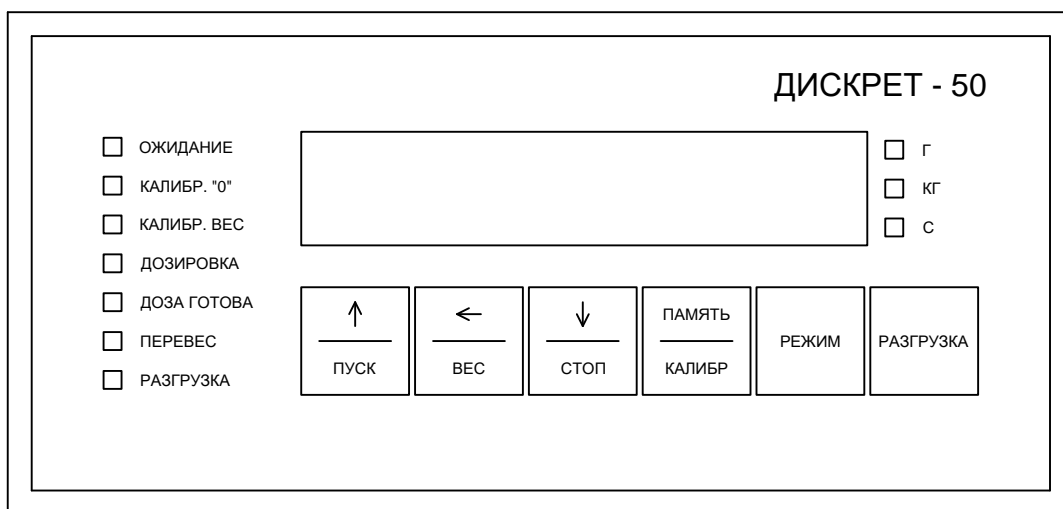 ДИСКРЕТ - 50
ОЖИДАНИЕ
КАЛИБР. "0"
КАЛИБР. ВЕС
ДОЗИРОВКА
ДОЗА ГОТОВА
ПЕРЕВЕС
РАЗГРУЗКА
Г
КГ
С
↑
ПУСК
←
ВЕС
↓
СТОП
ПАМЯТЬ
КАЛИБР
РЕЖИМ
РАЗГРУЗКА